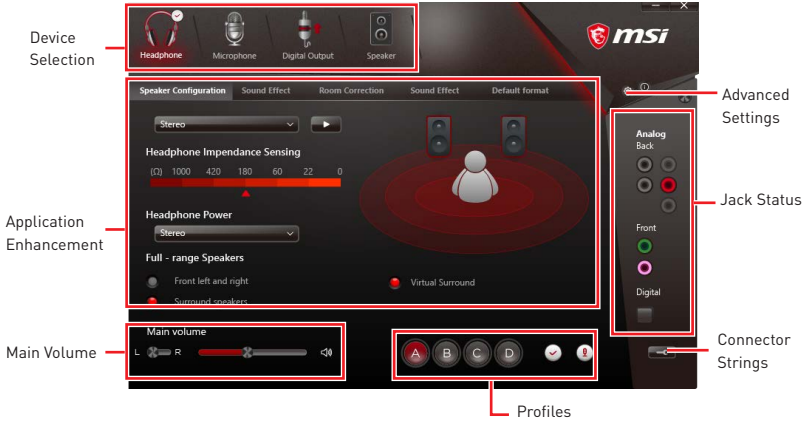 Device
Selection
Headphone
Microphone
Digital Output
Speaker
msi
Speaker Configuration
Sound Effect
Room Correction
Sound Effect
Default format
Stereo
Headphone Impendance Sensing
(Ω) 1000 420 180 60 22 0
Headphone Power
Stereo
Full - range Speakers
Front left and right
Surround speakers
Virtual Surround
Application
Enhancement
Advanced
Settings
Analog
Back
Front
Digital
Jack Status
Main volume
L R
Main Volume
A B C D
Connector
Strings
Profiles